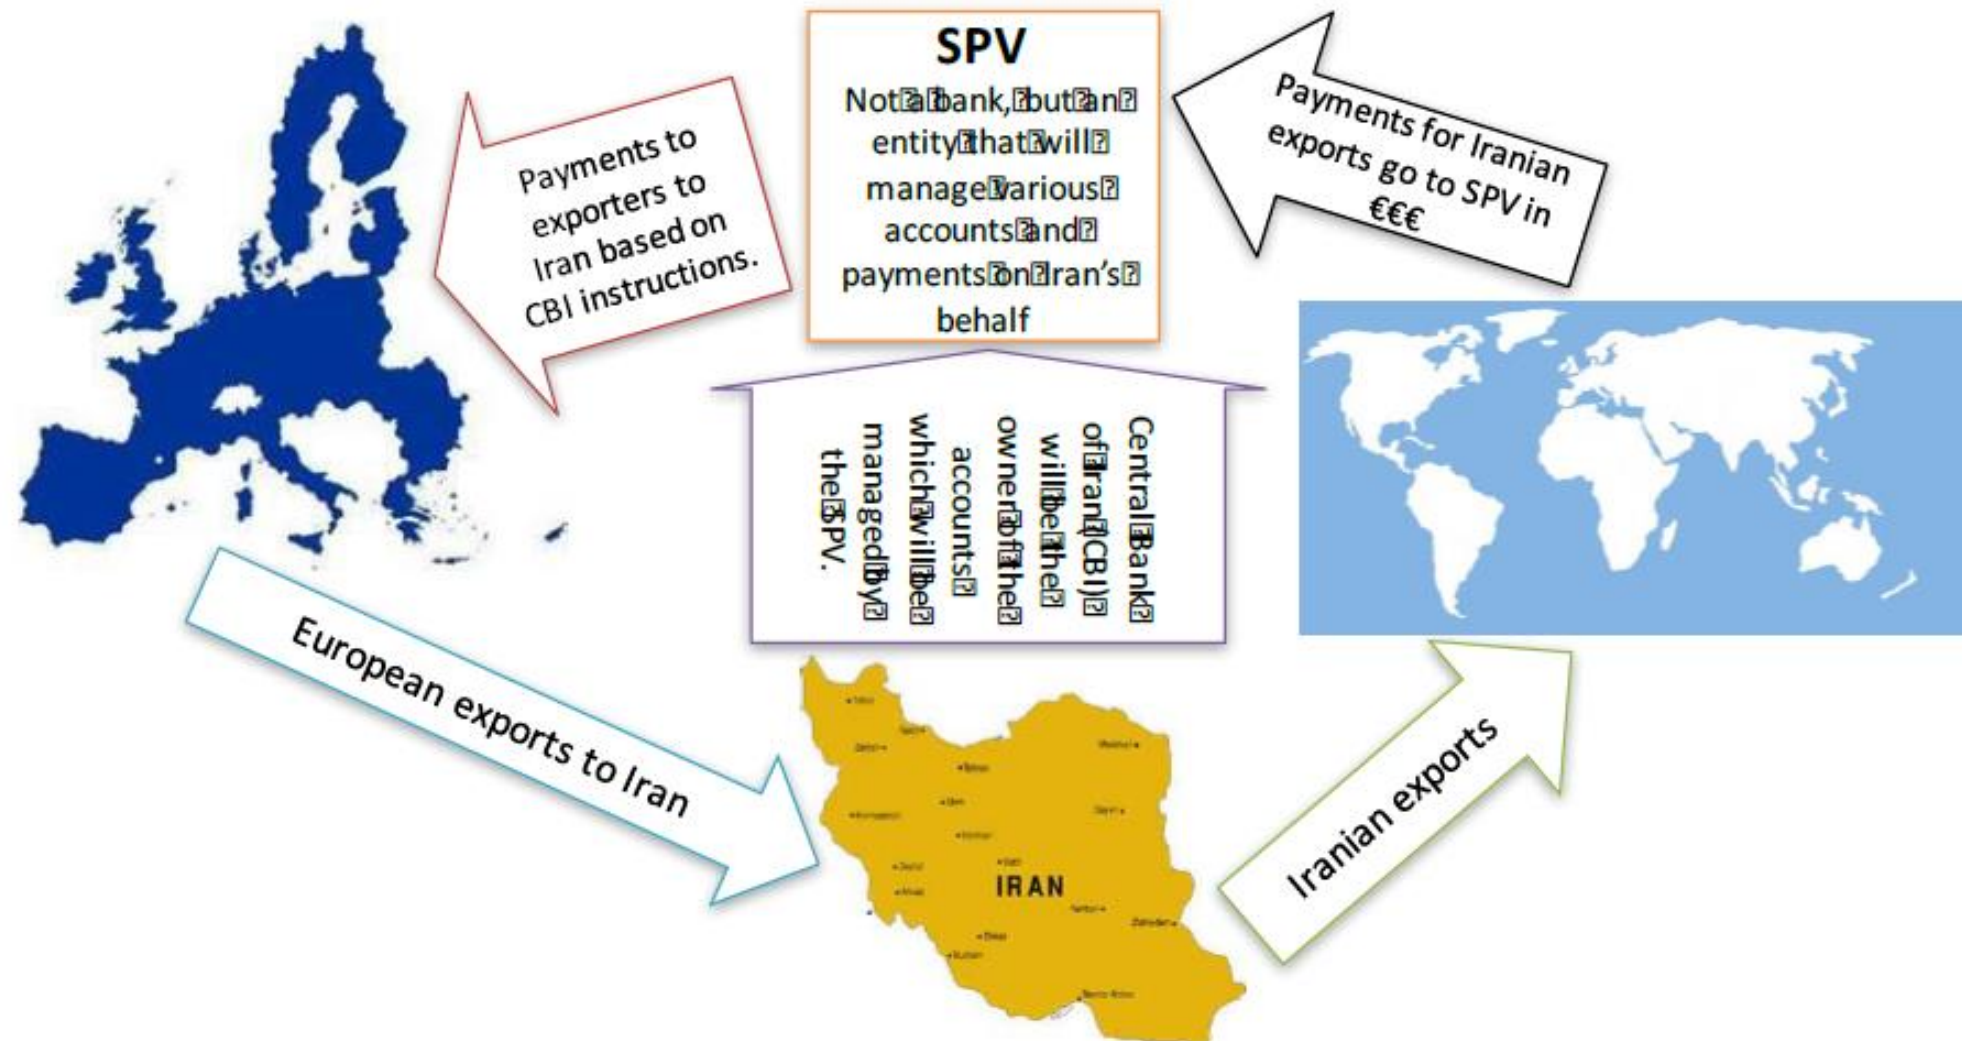 SPV
Not a bank, but an
entity that will
manage various
accounts and
payments on Iran's
behalf
Payments to
exporters to
Iran based on
CBI instructions.
Payments for Iranian
exports go to SPV in
€€€
Central Bank
of Iran (CBI)
will be the
owner of the
accounts
which will be
managed by
the SPV.
European exports to Iran
Iranian exports
IRAN